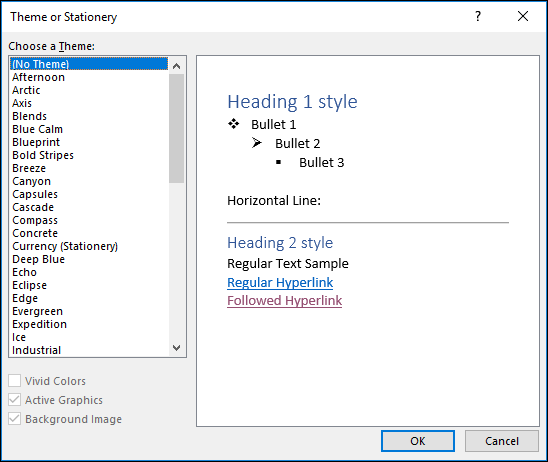 Theme or Stationery
Choose a Theme:
(No Theme)
Afternoon
Arctic
Axis
Blends
Blue Calm
Blueprint
Bold Stripes
Breeze
Canyon
Capsules
Cascade
Compass
Concrete
Currency (Stationery)
Deep Blue
Echo
Eclipse
Edge
Evergreen
Expedition
Ice
Industrial
Vivid Colors
Active Graphics
Background Image
Heading 1 style
Bullet 1
Bullet 2
Bullet 3
Horizontal Line:
Heading 2 style
Regular Text Sample
Regular Hyperlink
Followed Hyperlink
OK
Cancel